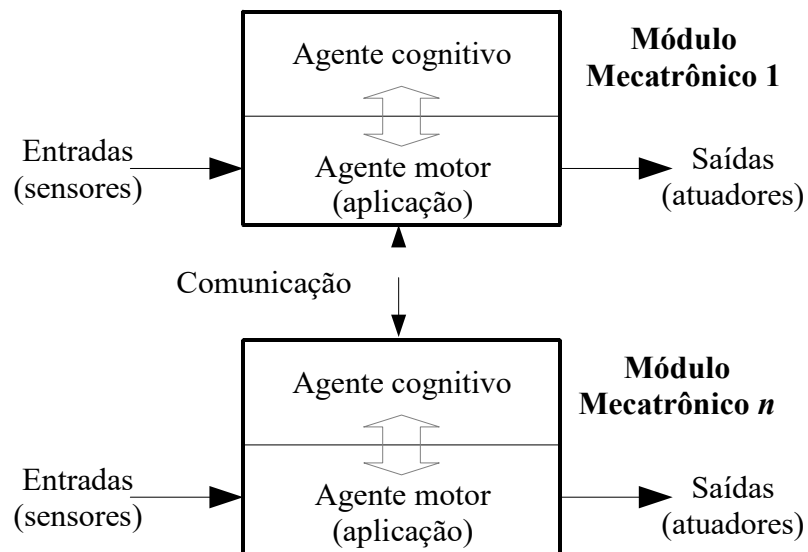 Agente cognitivo
Módulo
Mecatrônico 1
Entradas
(sensores)
Agente motor
(aplicação)
Saídas
(atuadores)
Comunicação
Agente cognitivo
Módulo
Mecatrônico n
Entradas
(sensores)
Agente motor
(aplicação)
Saídas
(atuadores)